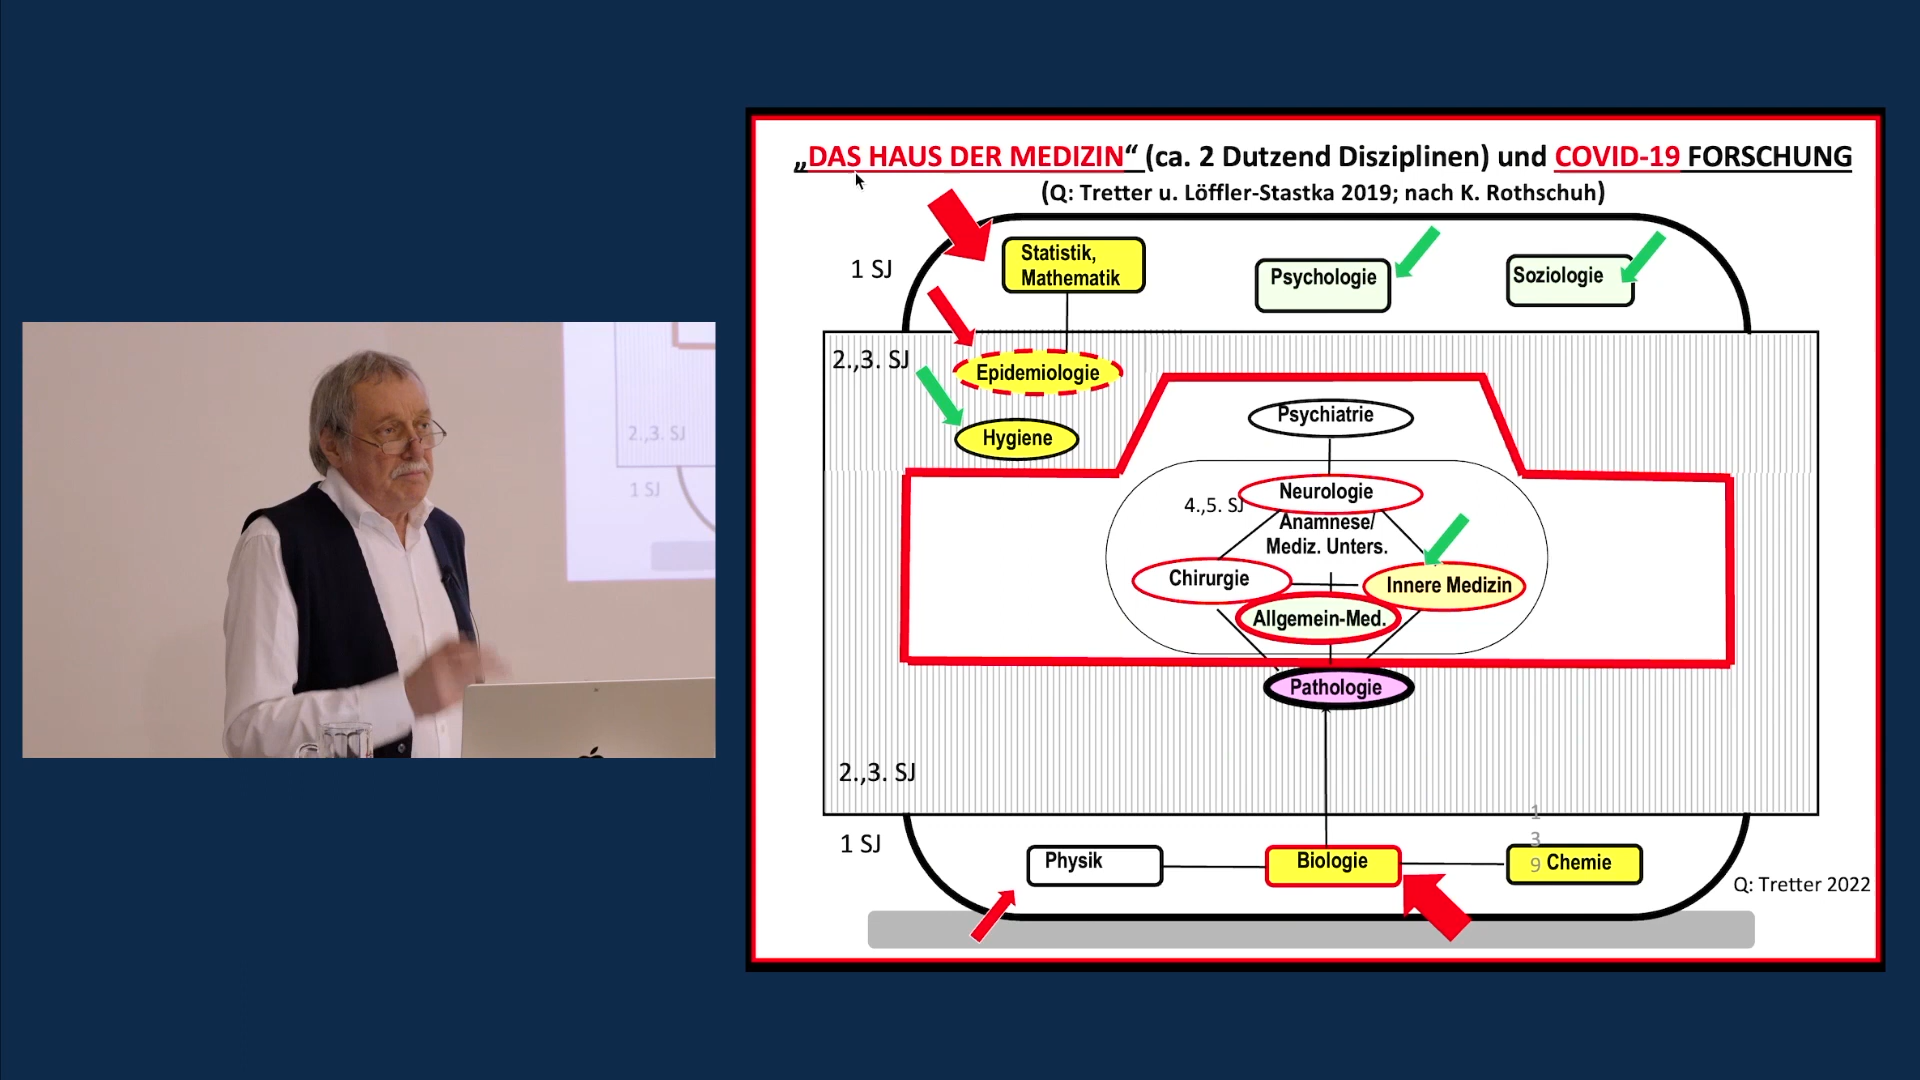 „DAS HAUS DER MEDIZIN“ (ca. 2 Dutzend Disziplinen) und COVID-19 FORSCHUNG
(Q: Tretter u. Löffler-Stastka 2019; nach K. Rothschuh)
1 SJ
Statistik,
Mathematik
Psychologie
Soziologie
2.,3. SJ
Epidemiologie
Hygiene
Psychiatrie
4.,5. SJ
Neurologie
Anamnese/
Mediz. Unters.
Chirurgie
Innere Medizin
Allgemein-Med.
Pathologie
2.,3. SJ
1 SJ
Physik
Biologie
1
3
9
Chemie
Q: Tretter 2022
2.,3. SJ
1 SJ